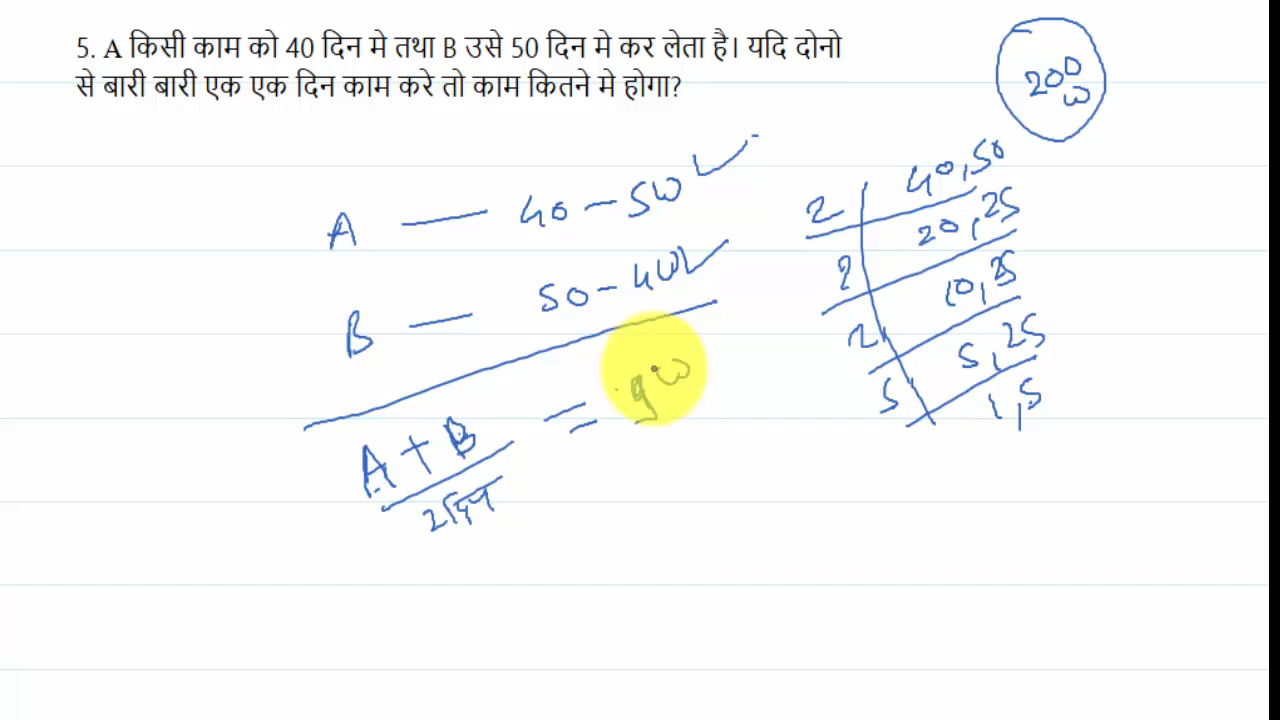 5. A किसी काम को 40 दिन मे तथा B उसे 50 दिन मे कर लेता है। यदि दोनो
से बारी बारी एक एक दिन काम करे तो काम कितने मे होगा?
200 W
A — 40 – 5W ✓
B — 50 – 4W ✓
A + B = 9W
2 दिन
2 | 40, 50
2 | 20, 25
2 | 10, 25
5 | 5, 25
1, 5